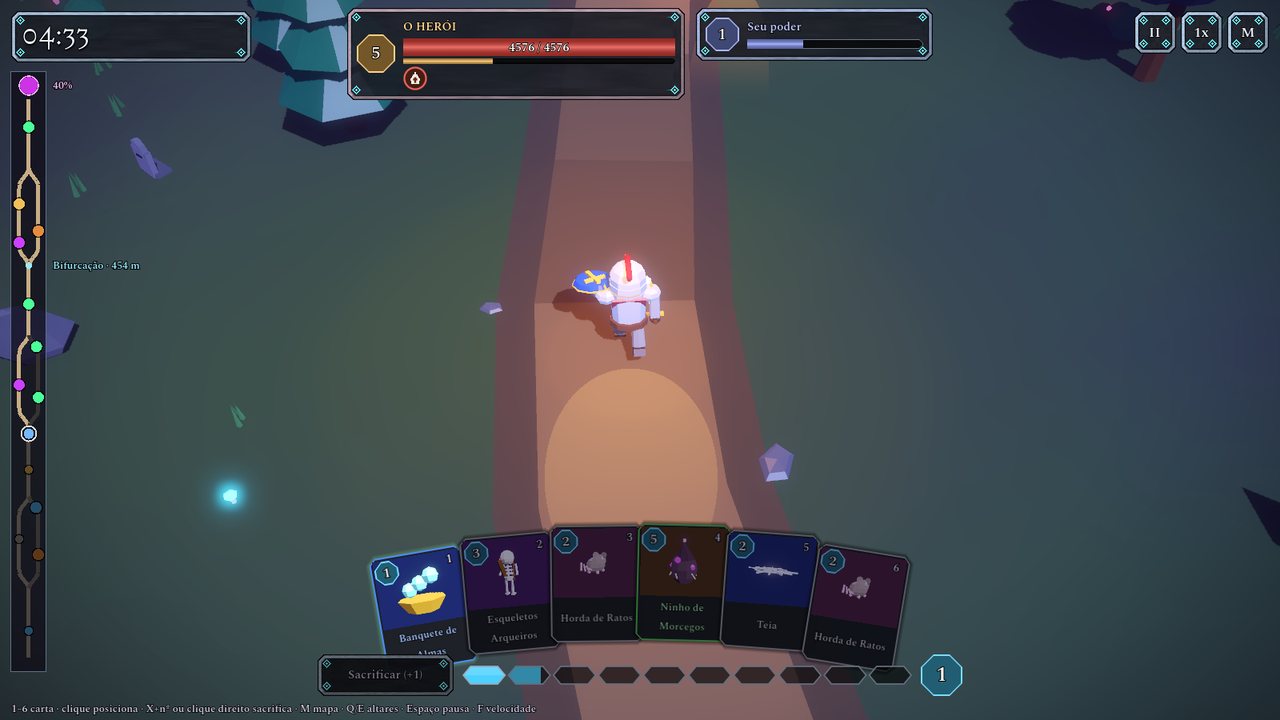 04:33
O HERÓI
5
4576 / 4576
1
Seu poder
II
1x
M
40%
Bifurcação · 454 m
1
1
Banquete de
Almas
3
2
Esqueletos
Arqueiros
2
3
Horda de Ratos
5
4
Ninho de
Morcegos
2
5
Teia
2
6
Horda de Ratos
Sacrificar (+1)
1
1-6 carta · clique posiciona · X+nº ou clique direito sacrifica · M mapa · Q/E altares · Espaço pausa · F velocidade